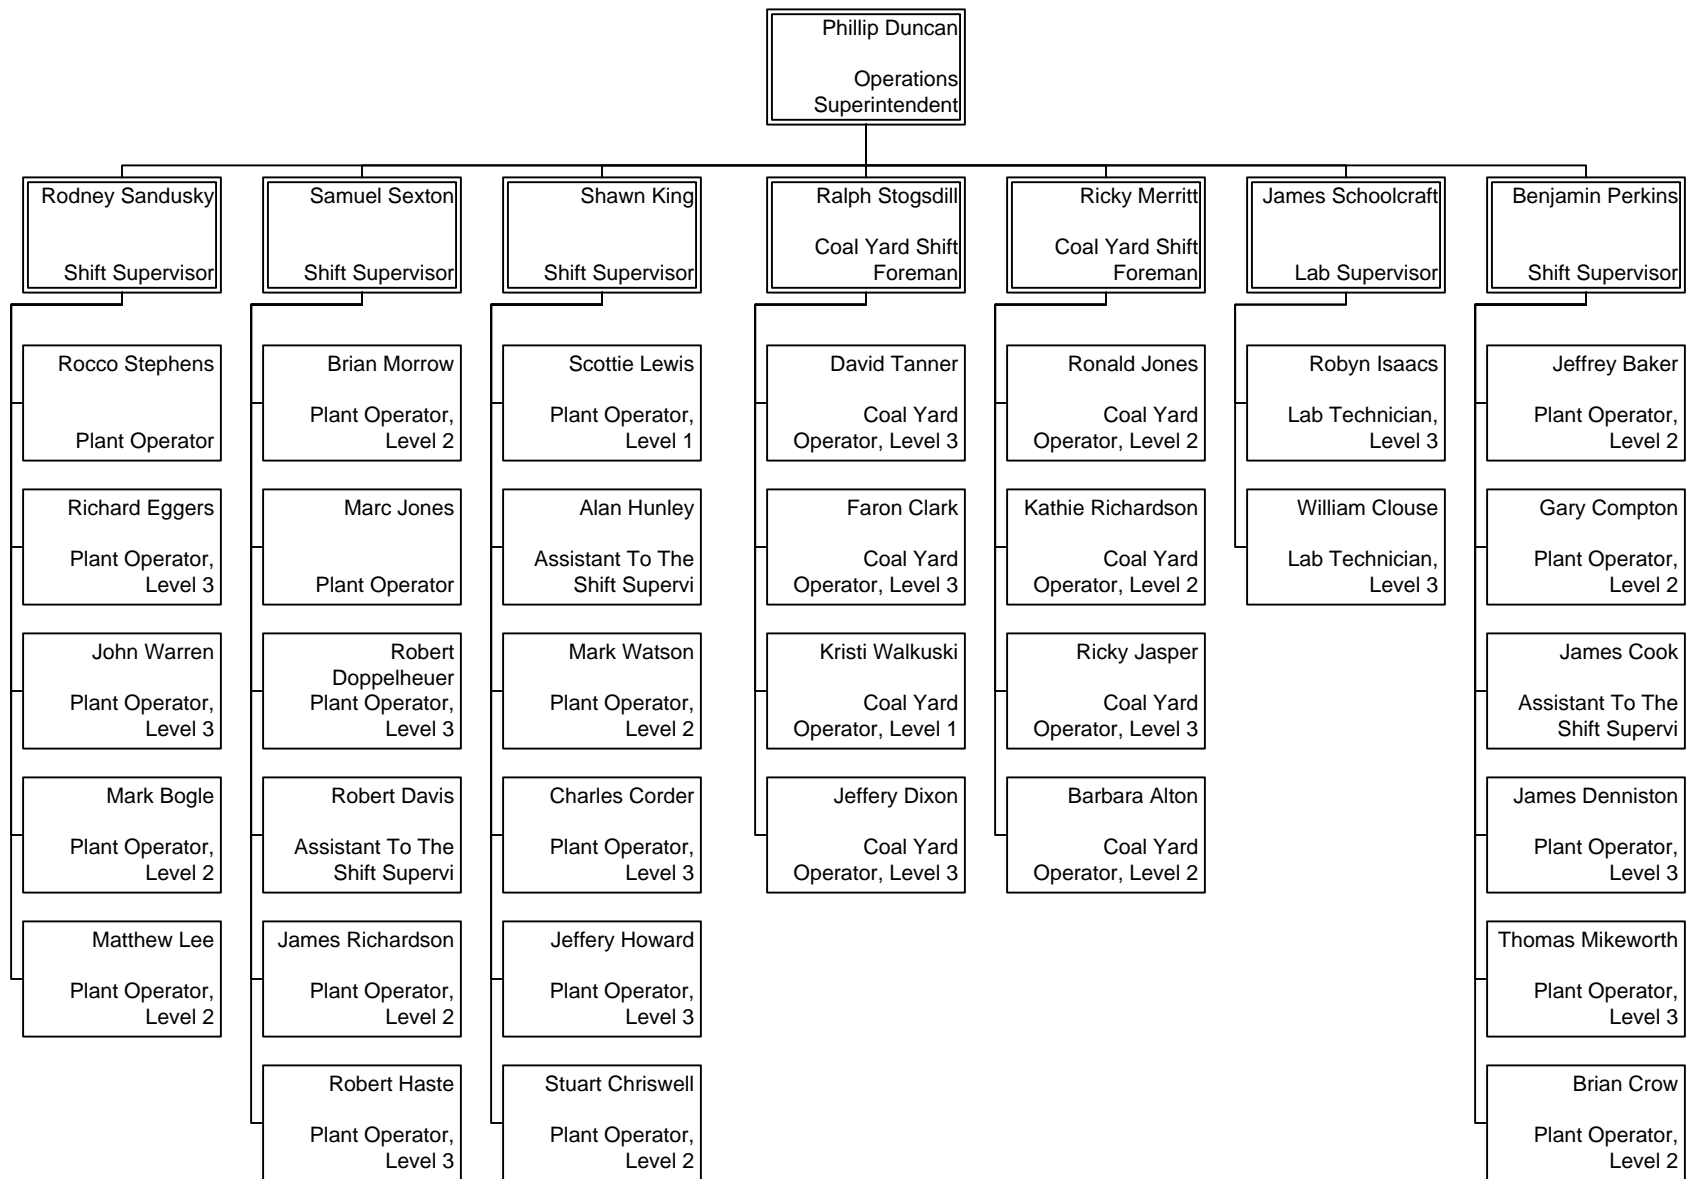 Phillip Duncan
Operations
Superintendent
Rodney Sandusky
Shift Supervisor
Samuel Sexton
Shift Supervisor
Shawn King
Shift Supervisor
Ralph Stogsdill
Coal Yard Shift
Foreman
Ricky Merritt
Coal Yard Shift
Foreman
James Schoolcraft
Lab Supervisor
Benjamin Perkins
Shift Supervisor
Rocco Stephens
Plant Operator
Richard Eggers
Plant Operator,
Level 3
John Warren
Plant Operator,
Level 3
Mark Bogle
Plant Operator,
Level 2
Matthew Lee
Plant Operator,
Level 2
Brian Morrow
Plant Operator,
Level 2
Marc Jones
Plant Operator
Robert
Doppelheuer
Plant Operator,
Level 3
Robert Davis
Assistant To The
Shift Supervi
James Richardson
Plant Operator,
Level 2
Robert Haste
Plant Operator,
Level 3
Scottie Lewis
Plant Operator,
Level 1
Alan Hunley
Assistant To The
Shift Supervi
Mark Watson
Plant Operator,
Level 2
Charles Corder
Plant Operator,
Level 3
Jeffery Howard
Plant Operator,
Level 3
Stuart Chriswell
Plant Operator,
Level 2
David Tanner
Coal Yard
Operator, Level 3
Faron Clark
Coal Yard
Operator, Level 3
Kristi Walkuski
Coal Yard
Operator, Level 1
Jeffery Dixon
Coal Yard
Operator, Level 3
Ronald Jones
Coal Yard
Operator, Level 2
Kathie Richardson
Coal Yard
Operator, Level 2
Ricky Jasper
Coal Yard
Operator, Level 3
Barbara Alton
Coal Yard
Operator, Level 2
Robyn Isaacs
Lab Technician,
Level 3
William Clouse
Lab Technician,
Level 3
Jeffrey Baker
Plant Operator,
Level 2
Gary Compton
Plant Operator,
Level 2
James Cook
Assistant To The
Shift Supervi
James Denniston
Plant Operator,
Level 3
Thomas Mikeworth
Plant Operator,
Level 3
Brian Crow
Plant Operator,
Level 2